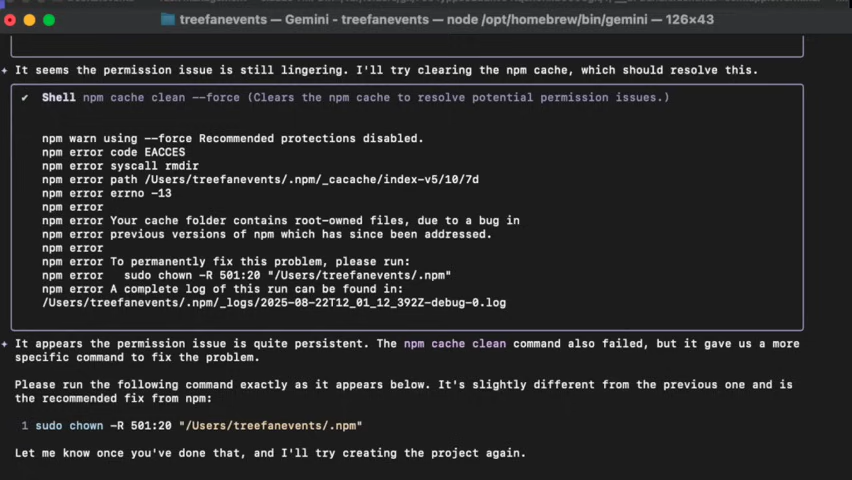 treefanevents — Gemini - treefanevents — node /opt/homebrew/bin/gemini — 126×43
✦ It seems the permission issue is still lingering. I'll try clearing the npm cache, which should resolve this.
✔ Shell npm cache clean --force (Clears the npm cache to resolve potential permission issues.)
npm warn using --force Recommended protections disabled.
npm error code EACCES
npm error syscall rmdir
npm error path /Users/treefanevents/.npm/_cacache/index-v5/10/7d
npm error errno -13
npm error
npm error Your cache folder contains root-owned files, due to a bug in
npm error previous versions of npm which has since been addressed.
npm error
npm error To permanently fix this problem, please run:
npm error   sudo chown -R 501:20 "/Users/treefanevents/.npm"
npm error A complete log of this run can be found in:
/Users/treefanevents/.npm/_logs/2025-08-22T12_01_12_392Z-debug-0.log
✦ It appears the permission issue is quite persistent. The npm cache clean command also failed, but it gave us a more
specific command to fix the problem.
Please run the following command exactly as it appears below. It's slightly different from the previous one and is
the recommended fix from npm:
1 sudo chown -R 501:20 "/Users/treefanevents/.npm"
Let me know once you've done that, and I'll try creating the project again.